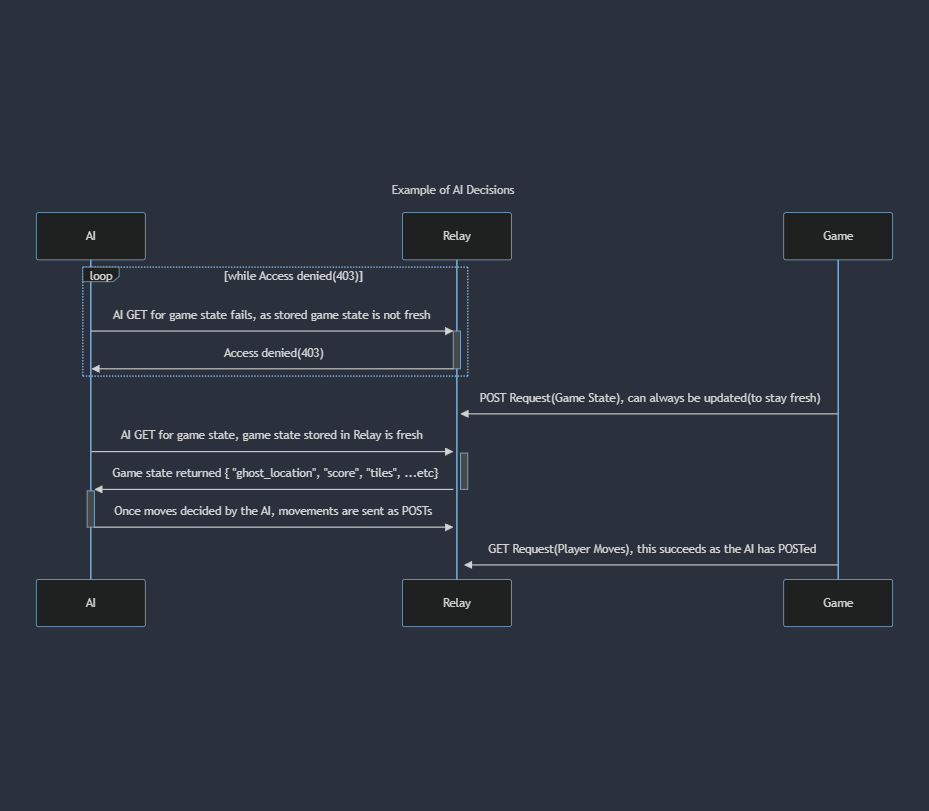 Example of AI Decisions
AI
Relay
Game
loop
[while Access denied(403)]
AI GET for game state fails, as stored game state is not fresh
Access denied(403)
POST Request(Game State), can always be updated(to stay fresh)
AI GET for game state, game state stored in Relay is fresh
Game state returned { "ghost_location", "score", "tiles", ...etc}
Once moves decided by the AI, movements are sent as POSTs
GET Request(Player Moves), this succeeds as the AI has POSTed
AI
Relay
Game